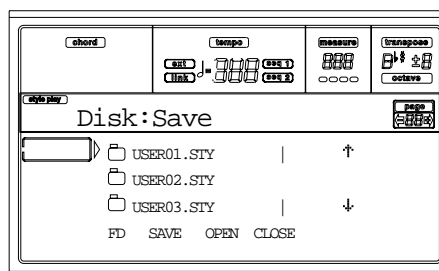 chord tempo measure transpose
ext seq 1
link seq 2
octave
style play page
Disk:Save
USER01.STY
USER02.STY
USER03.STY
FD SAVE OPEN CLOSE